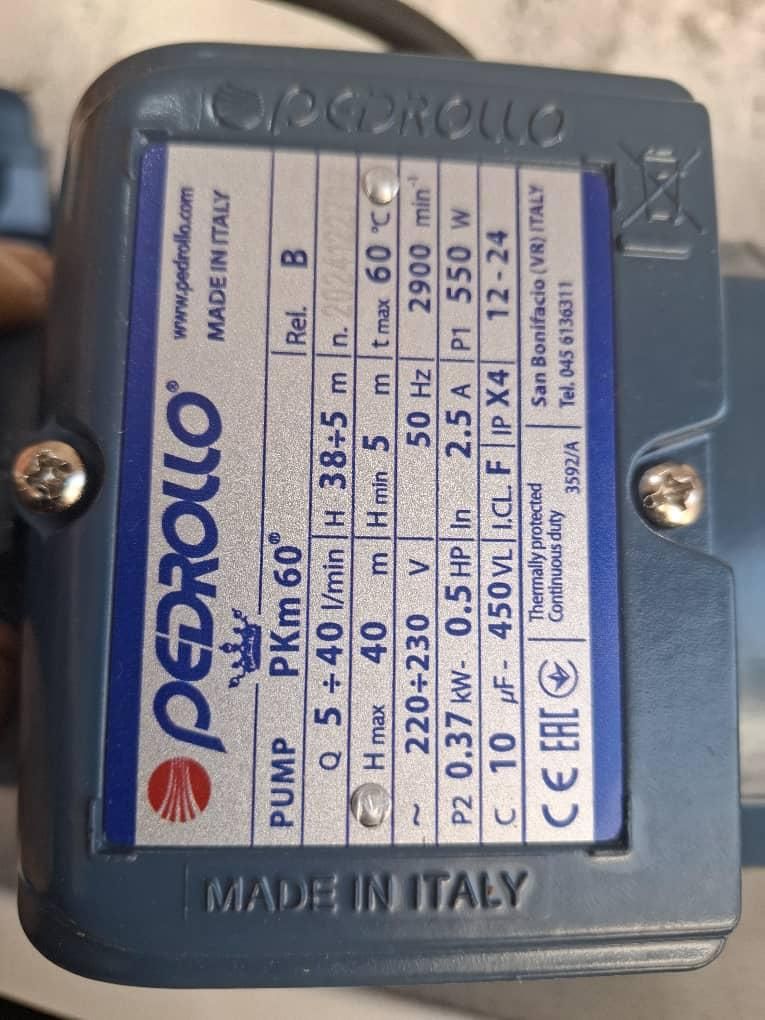 PEDROLLO
PEDROLLO® www.pedrollo.com
MADE IN ITALY
PUMP PKm 60® Rel. B
Q 5÷40 l/min H 38÷5 m n.
H max 40 m H min 5 m t max 60 °C
~ 220÷230 V 50 Hz 2900 min⁻¹
P2 0.37 kW- 0.5 HP In 2.5 A P1 550 W
C 10 µF- 450 VL I.CL. F IP X4 12-24
CE EAC Thermally protected
Continuous duty 3592/A
San Bonifacio (VR) ITALY
Tel. 045 6136311
MADE IN ITALY